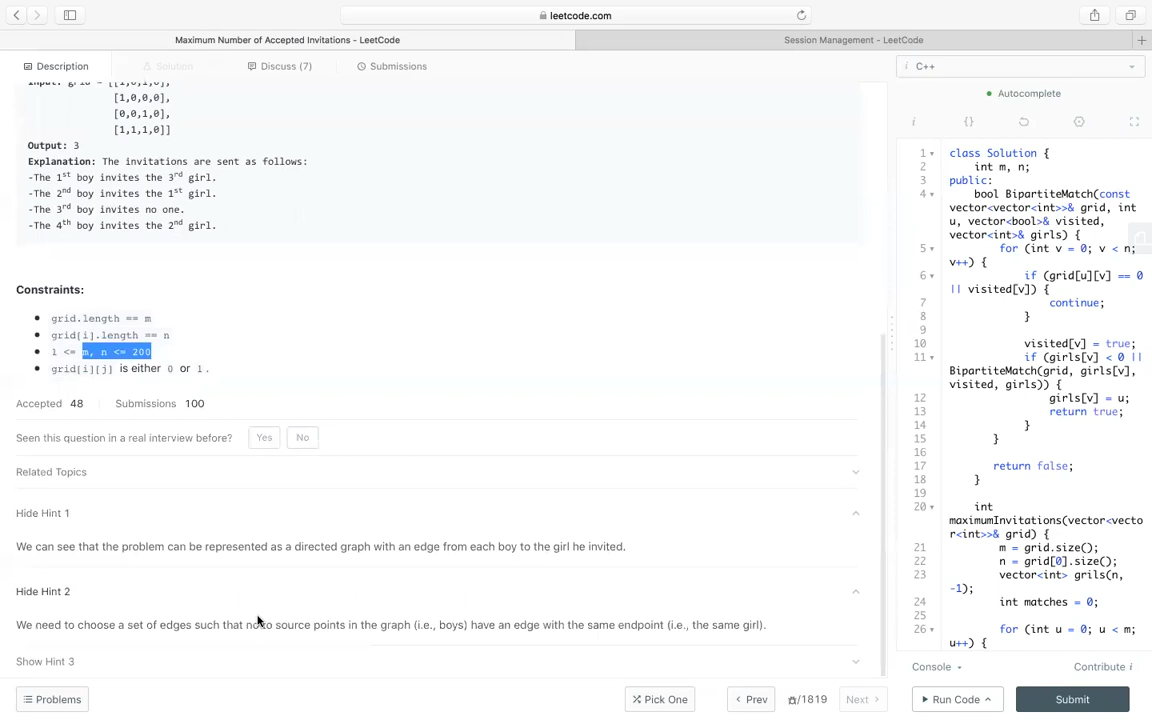 leetcode.com
Maximum Number of Accepted Invitations - LeetCode
Session Management - LeetCode
Description
Solution
Discuss (7)
Submissions
Input: grid = [[1,0,1,0],
[1,0,0,0],
[0,0,1,0],
[1,1,1,0]]
Output: 3
Explanation: The invitations are sent as follows:
-The 1st boy invites the 3rd girl.
-The 2nd boy invites the 1st girl.
-The 3rd boy invites no one.
-The 4th boy invites the 2nd girl.
Constraints:
grid.length == m
grid[i].length == n
1 <= m, n <= 200
grid[i][j] is either 0 or 1.
Accepted 48 Submissions 100
Seen this question in a real interview before? Yes No
Related Topics
Hide Hint 1
We can see that the problem can be represented as a directed graph with an edge from each boy to the girl he invited.
Hide Hint 2
We need to choose a set of edges such that no source points in the graph (i.e., boys) have an edge with the same endpoint (i.e., the same girl).
Show Hint 3
Problems
Pick One
Prev
/1819
Next
i C++
Autocomplete
i {}
1 class Solution {
2 int m, n;
3 public:
4 bool BipartiteMatch(const
vector<vector<int>>& grid, int
u, vector<bool>& visited,
vector<int>& girls) {
5 for (int v = 0; v < n;
v++) {
6 if (grid[u][v] == 0
|| visited[v]) {
7 continue;
8 }
9
10 visited[v] = true;
11 if (girls[v] < 0 ||
BipartiteMatch(grid, girls[v],
visited, girls)) {
12 girls[v] = u;
13 return true;
14 }
15 }
16
17 return false;
18 }
19
20 int
maximumInvitations(vector<vecto
r<int>>& grid) {
21 m = grid.size();
22 n = grid[0].size();
23 vector<int> grils(n,
-1);
24 int matches = 0;
25
26 for (int u = 0; u < m;
u++) {
Console
Contribute i
Run Code
Submit